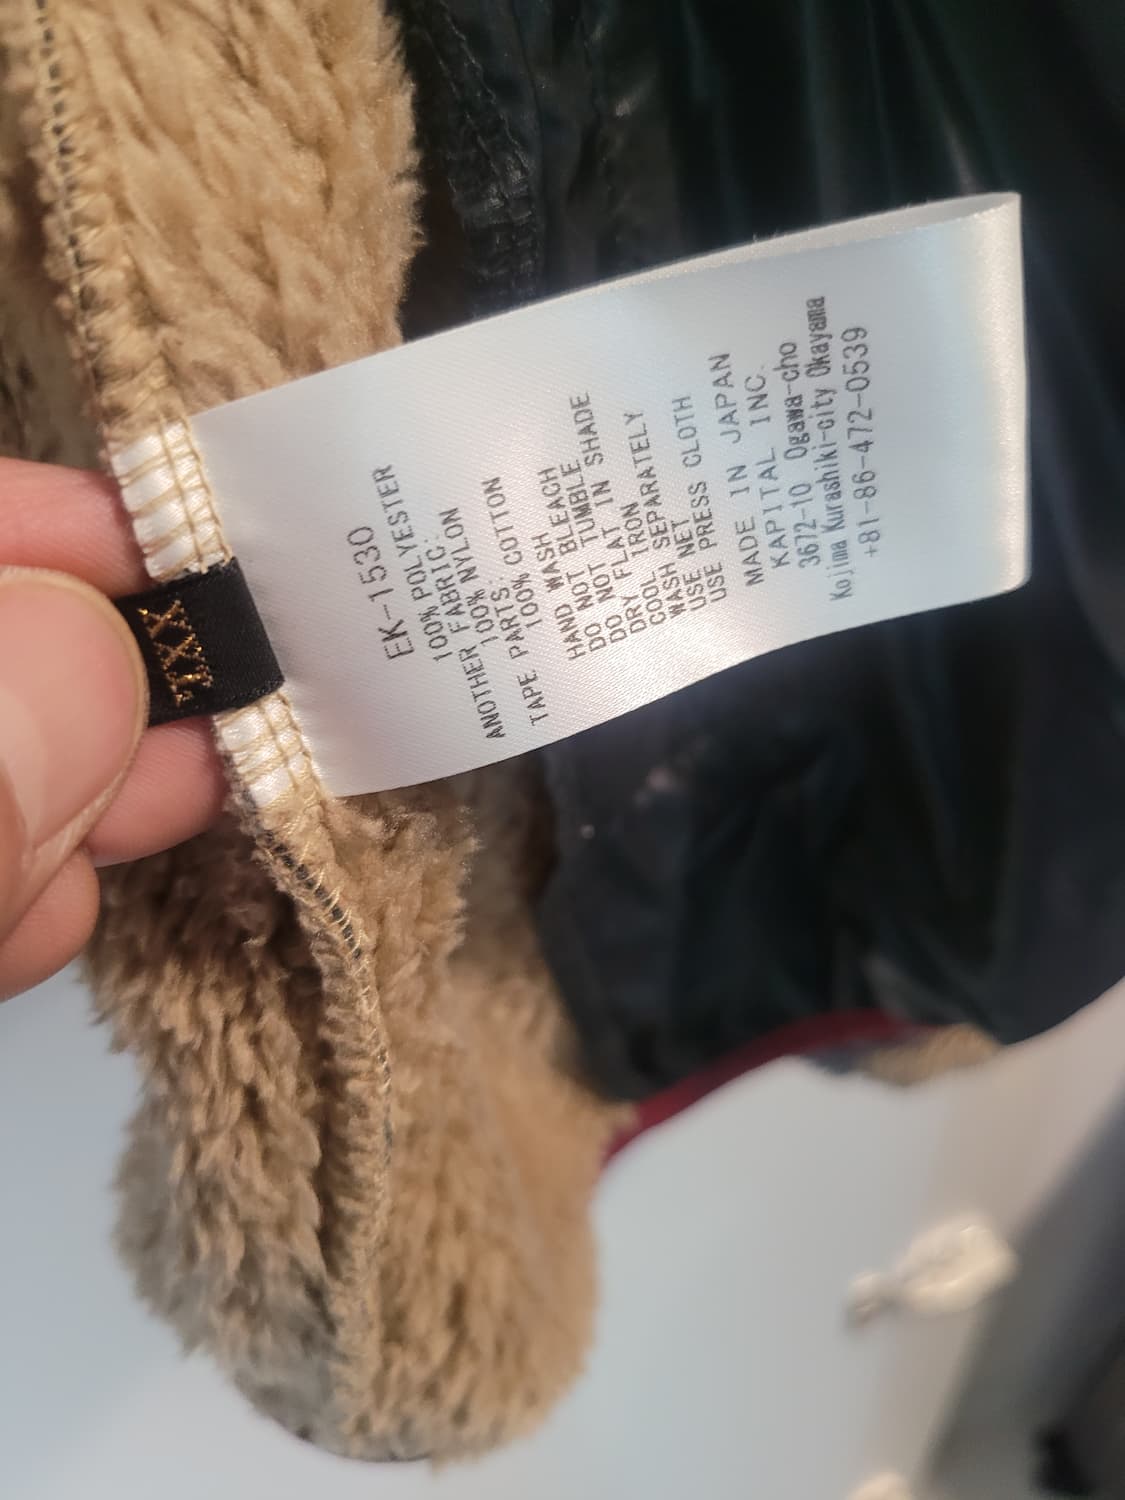 XXL
EK-1530
100% POLYESTER
ANOTHER FABRIC:
100% NYLON
TAPE PARTS:
100% COTTON
HAND WASH
DO NOT BLEACH
DO NOT TUMBLE
DRY FLAT IN SHADE
COOL IRON
WASH SEPARATELY
USE NET
USE PRESS CLOTH
MADE IN JAPAN
KAPITAL INC.
3672-10 Ogawa-cho
Kojima Kurashiki-city Okayama
+81-86-472-0539